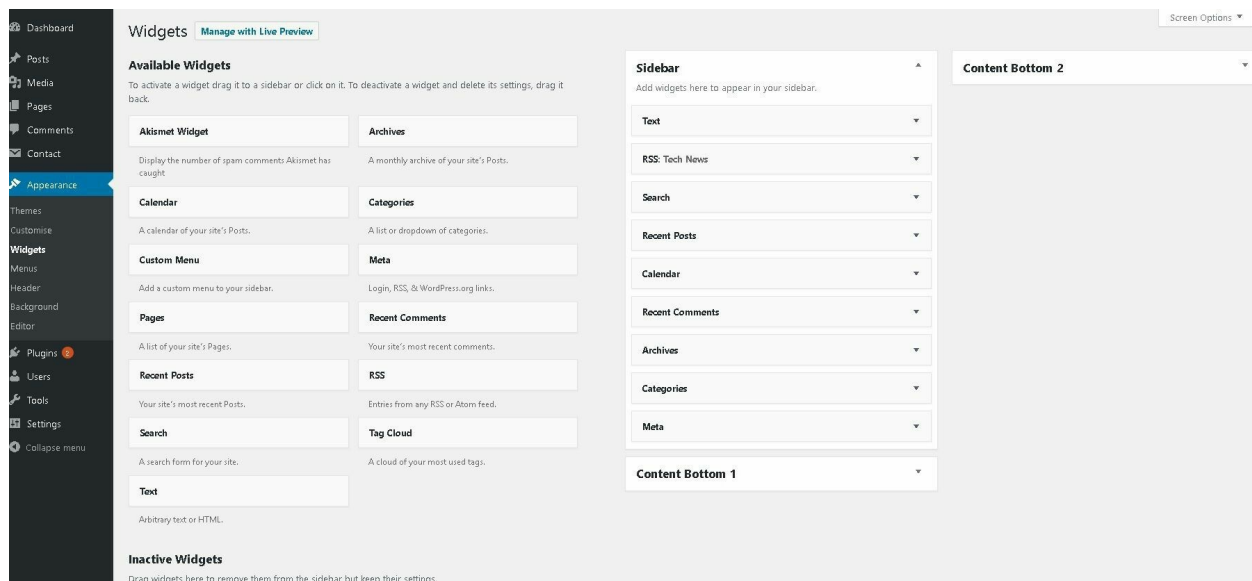 Screen Options
Dashboard
Posts
Media
Pages
Comments
Contact
Appearance
Themes
Customise
Widgets
Menus
Header
Background
Editor
Plugins 2
Users
Tools
Settings
Collapse menu
Widgets Manage with Live Preview
Available Widgets
To activate a widget drag it to a sidebar or click on it. To deactivate a widget and delete its settings, drag it
back.
Akismet Widget
Display the number of spam comments Akismet has
caught
Archives
A monthly archive of your site's Posts.
Calendar
A calendar of your site's Posts.
Categories
A list or dropdown of categories.
Custom Menu
Add a custom menu to your sidebar.
Meta
Login, RSS, & WordPress.org links.
Pages
A list of your site's Pages.
Recent Comments
Your site's most recent comments.
Recent Posts
Your site's most recent Posts.
RSS
Entries from any RSS or Atom feed.
Search
A search form for your site.
Tag Cloud
A cloud of your most used tags.
Text
Arbitrary text or HTML.
Inactive Widgets
Drag widgets here to remove them from the sidebar but keep their settings.
Sidebar
Add widgets here to appear in your sidebar.
Text
RSS: Tech News
Search
Recent Posts
Calendar
Recent Comments
Archives
Categories
Meta
Content Bottom 1
Content Bottom 2